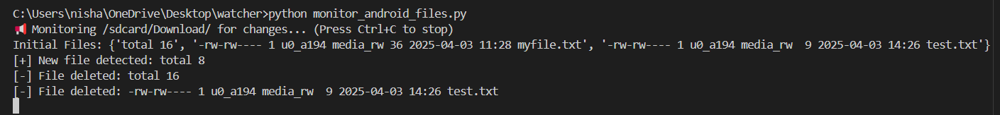 C:\Users\nisha\OneDrive\Desktop\watcher>python monitor_android_files.py
📢 Monitoring /sdcard/Download/ for changes... (Press Ctrl+C to stop)
Initial Files: {'total 16', '-rw-rw---- 1 u0_a194 media_rw 36 2025-04-03 11:28 myfile.txt', '-rw-rw---- 1 u0_a194 media_rw  9 2025-04-03 14:26 test.txt'}
[+] New file detected: total 8
[-] File deleted: total 16
[-] File deleted: -rw-rw---- 1 u0_a194 media_rw  9 2025-04-03 14:26 test.txt